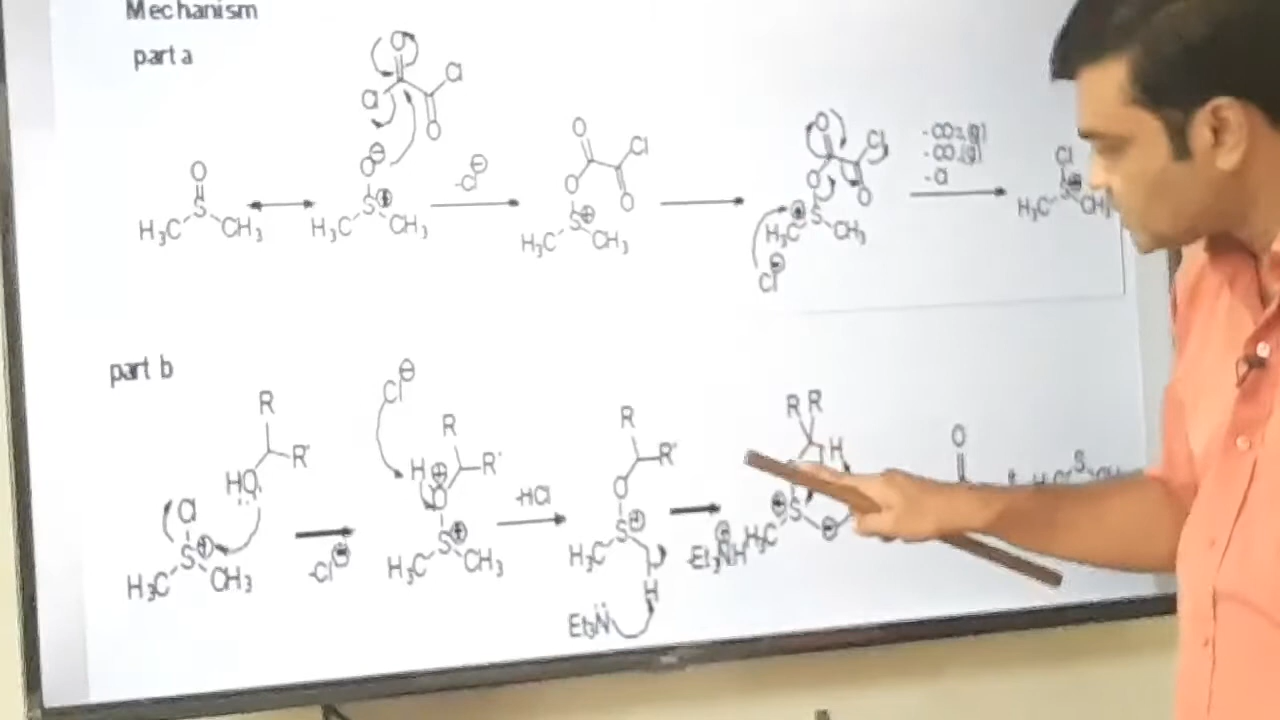 Mechanism
part a
O
Cl
Cl
O
O
S
H₃C
CH₃
O⊖
S⊕
H₃C
CH₃
-Cl⊖
O
Cl
O
O
S⊕
H₃C
CH₃
O
Cl
O
O
⊕S
H₃C
CH₃
Cl⊖
-CO₂(g)
-CO(g)
-Cl
Cl
S⊕
H₃C
CH₃
part b
R
R'
HO
Cl
S⊕
H₃C
CH₃
-Cl⊖
Cl⊖
R
H
⊕
R'
O
S⊕
H₃C
CH₃
-HCl
R
R'
O
S⊕
H₃C
H
Et₃N
-Et₃NH
⊕
R R
H
⊕S
H₃C
⊖
O
+
S